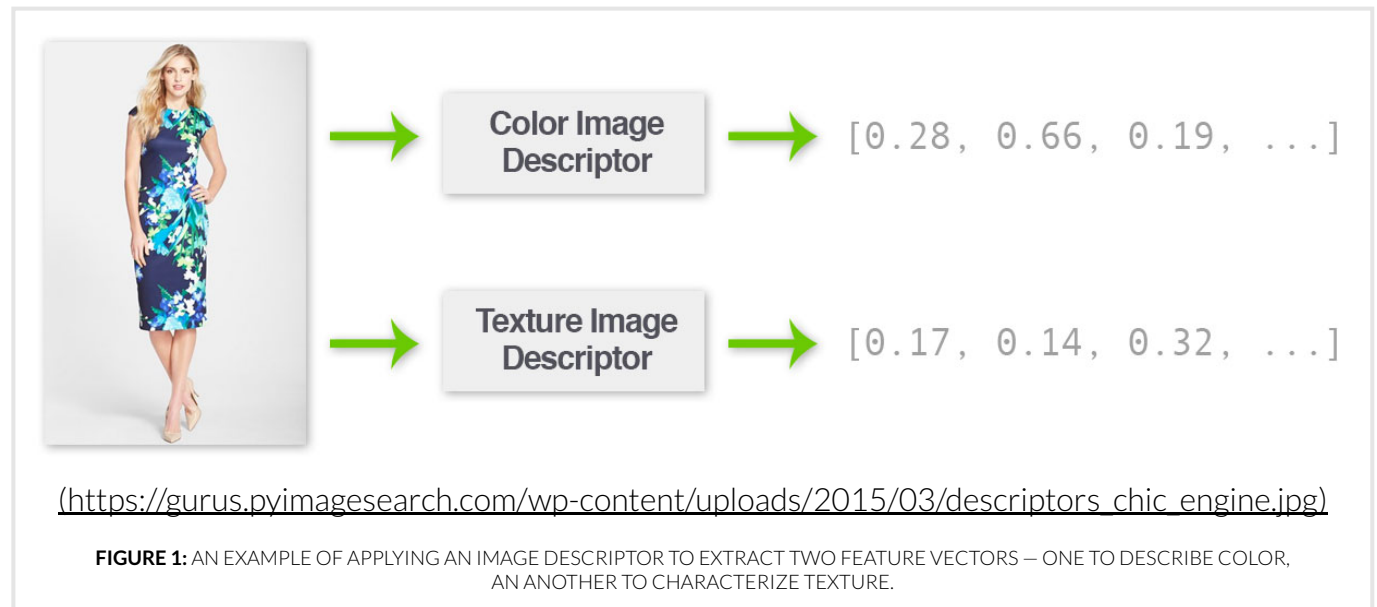 Color Image
Descriptor
[0.28, 0.66, 0.19, ...]
Texture Image
Descriptor
[0.17, 0.14, 0.32, ...]
(https://gurus.pyimagesearch.com/wp-content/uploads/2015/03/descriptors_chic_engine.jpg)
FIGURE 1: AN EXAMPLE OF APPLYING AN IMAGE DESCRIPTOR TO EXTRACT TWO FEATURE VECTORS — ONE TO DESCRIBE COLOR,
AN ANOTHER TO CHARACTERIZE TEXTURE.